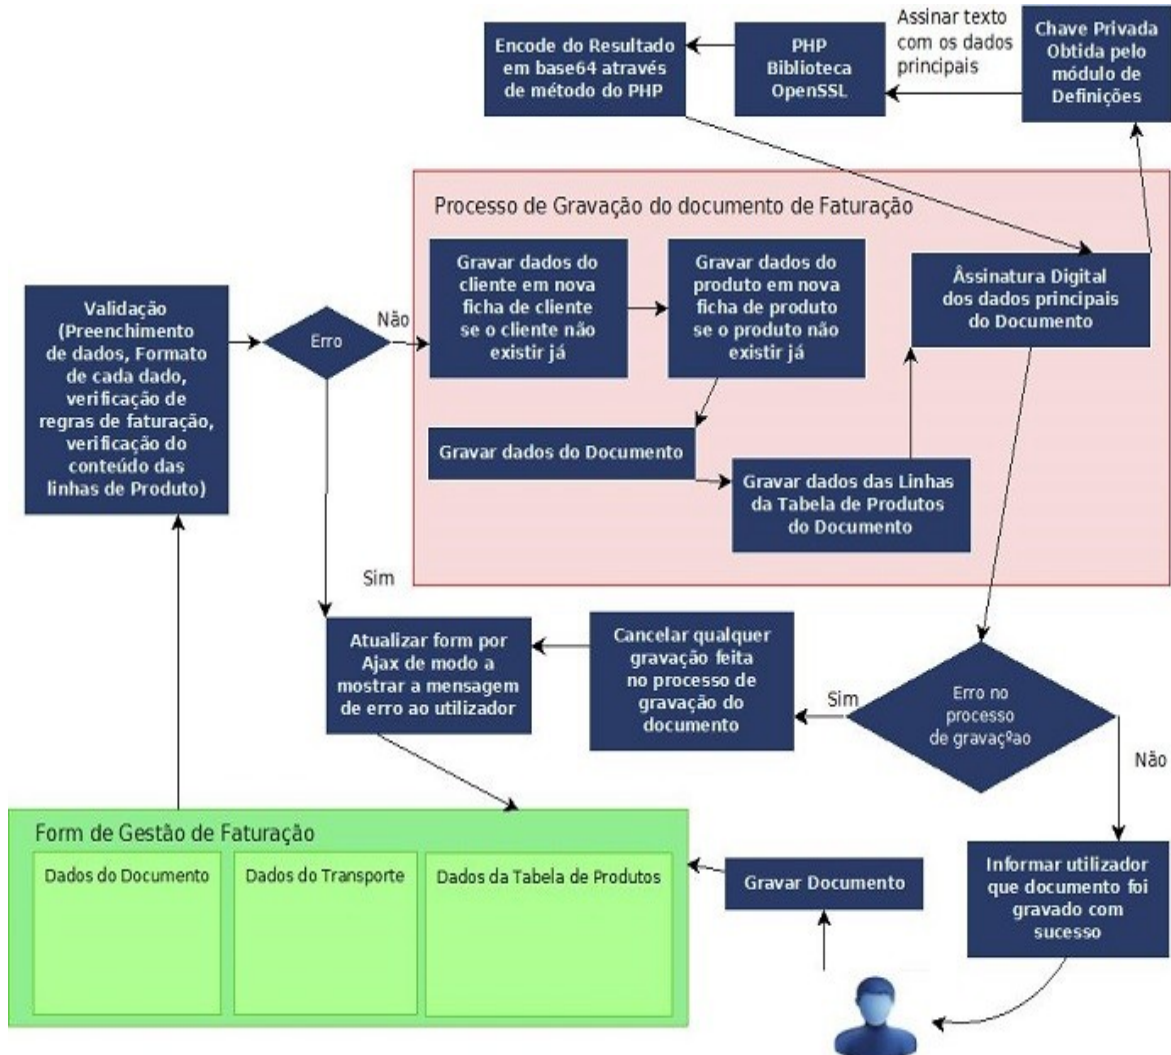 Encode do Resultado
em base64 através
de método do PHP
PHP
Biblioteca
OpenSSL
Assinar texto
com os dados
principais
Chave Privada
Obtida pelo
módulo de
Definições
Processo de Gravação do documento de Faturação
Validação
(Preenchimento
de dados, Formato
de cada dado,
verificação de
regras de faturação,
verificação do
conteúdo das
linhas de Produto)
Erro
Não
Gravar dados do
cliente em nova
ficha de cliente
se o cliente não
existir já
Gravar dados do
produto em nova
ficha de produto
se o produto não
existir já
Âssinatura Digital
dos dados principais
do Documento
Gravar dados do Documento
Gravar dados das Linhas
da Tabela de Produtos
do Documento
Sim
Atualizar form por
Ajax de modo a
mostrar a mensagem
de erro ao utilizador
Cancelar qualquer
gravação feita
no processo de
gravação do
documento
Sim
Erro no
processo
de gravaçºao
Não
Form de Gestão de Faturação
Dados do Documento
Dados do Transporte
Dados da Tabela de Produtos
Gravar Documento
Informar utilizador
que documento foi
gravado com
sucesso